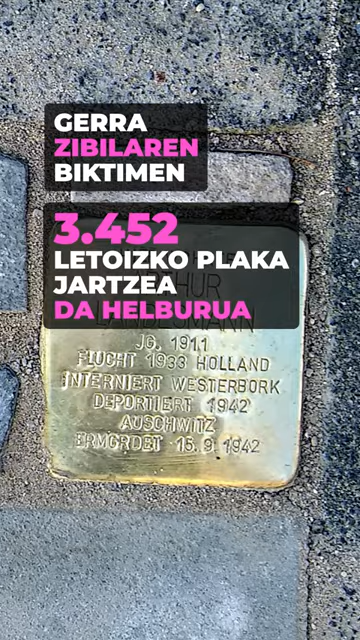 GERRA
ZIBILAREN
BIKTIMEN
3.452
LETOIZKO PLAKA
JARTZEA
DA HELBURUA
JG. 1911
FLUCHT 1933 HOLLAND
INTERNIERT WESTERBORK
DEPORTIERT 1942
AUSCHWITZ
ERMORDET 15.9.1942